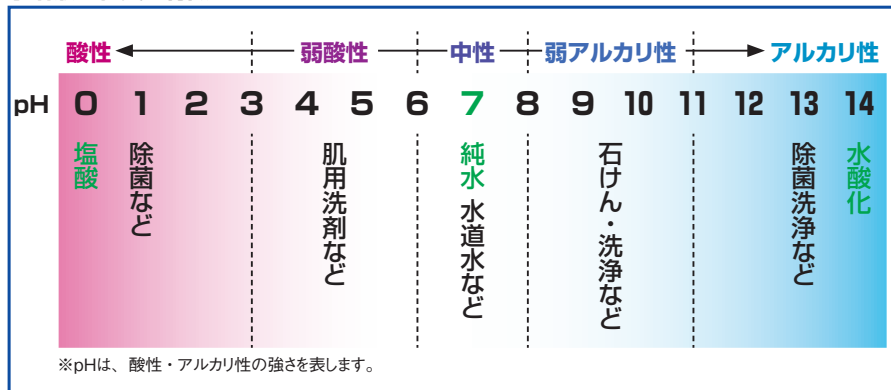 酸性 弱酸性 中性 弱アルカリ性 アルカリ性
pH 0 1 2 3 4 5 6 7 8 9 10 11 12 13 14
塩酸
除菌など
肌用洗剤など
純水 水道水など
石けん・洗浄など
除菌洗浄など
水酸化
※pHは、酸性・アルカリ性の強さを表します。